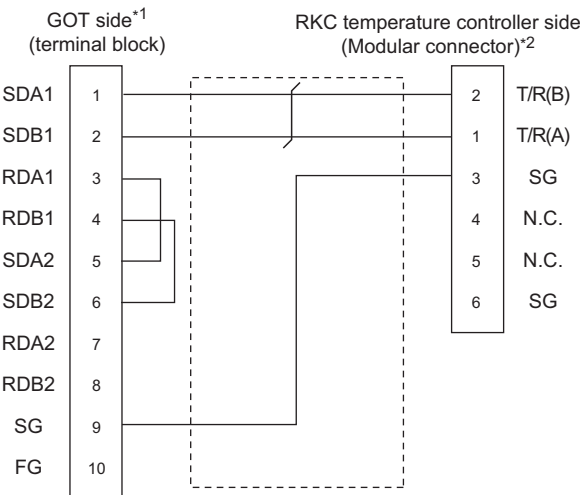 GOT side*1
(terminal block)
RKC temperature controller side
(Modular connector)*2
SDA1 1 2 T/R(B)
SDB1 2 1 T/R(A)
RDA1 3 3 SG
RDB1 4 4 N.C.
SDA2 5 5 N.C.
SDB2 6 6 SG
RDA2 7
RDB2 8
SG 9
FG 10